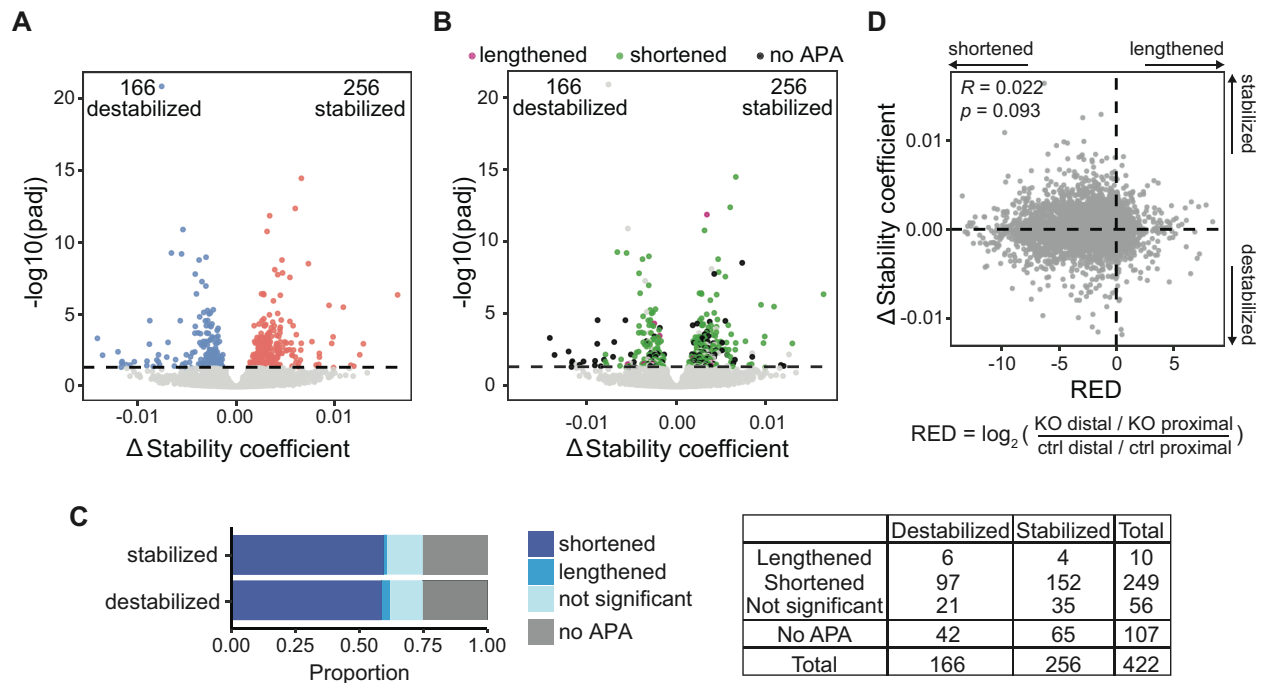 A
166
destabilized
256
stabilized
-log10(padj)
20
15
10
5
0
-0.01
0.00
0.01
Δ Stability coefficient
B
lengthened
shortened
no APA
166
destabilized
256
stabilized
-log10(padj)
20
15
10
5
0
-0.01
0.00
0.01
Δ Stability coefficient
D
shortened
lengthened
R = 0.022
p = 0.093
Δ Stability coefficient
0.01
0.00
-0.01
stabilized
destabilized
-10
-5
0
5
RED
RED = log2 ( KO distal / KO proximal
ctrl distal / ctrl proximal )
C
stabilized
destabilized
0.00
0.25
0.50
0.75
1.00
Proportion
shortened
lengthened
not significant
no APA
Destabilized Stabilized Total
Lengthened 6 4 10
Shortened 97 152 249
Not significant 21 35 56
No APA 42 65 107
Total 166 256 422